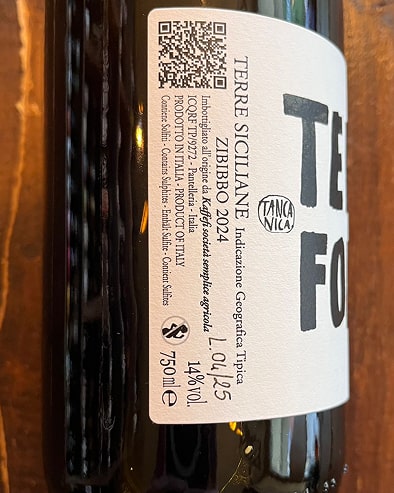 TERRE SICILIANE Indicazione Geografica Tipica
ZIBIBBO 2024
Imbottigliato all'origine da Kaffefi società semplice agricola
ICQRF TP/9272 - Pantelleria - Italia
PRODOTTO IN ITALIA - PRODUCT OF ITALY
Contiene Solfiti - Contains Sulphites - Enthält Sulfite - Contient Sulfites
L.04/25
14% vol.
750 ml e
TANCA
NICA
TE
FO